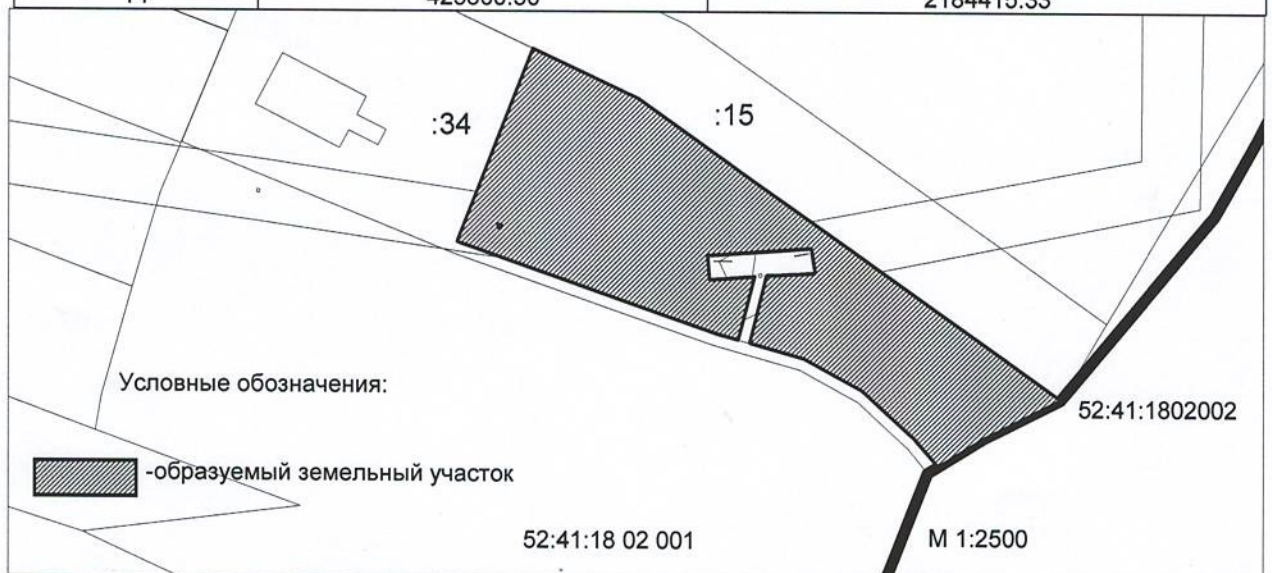 :34
:15
Условные обозначения:
52:41:1802002
-образуемый земельный участок
52:41:18 02 001
М 1:2500